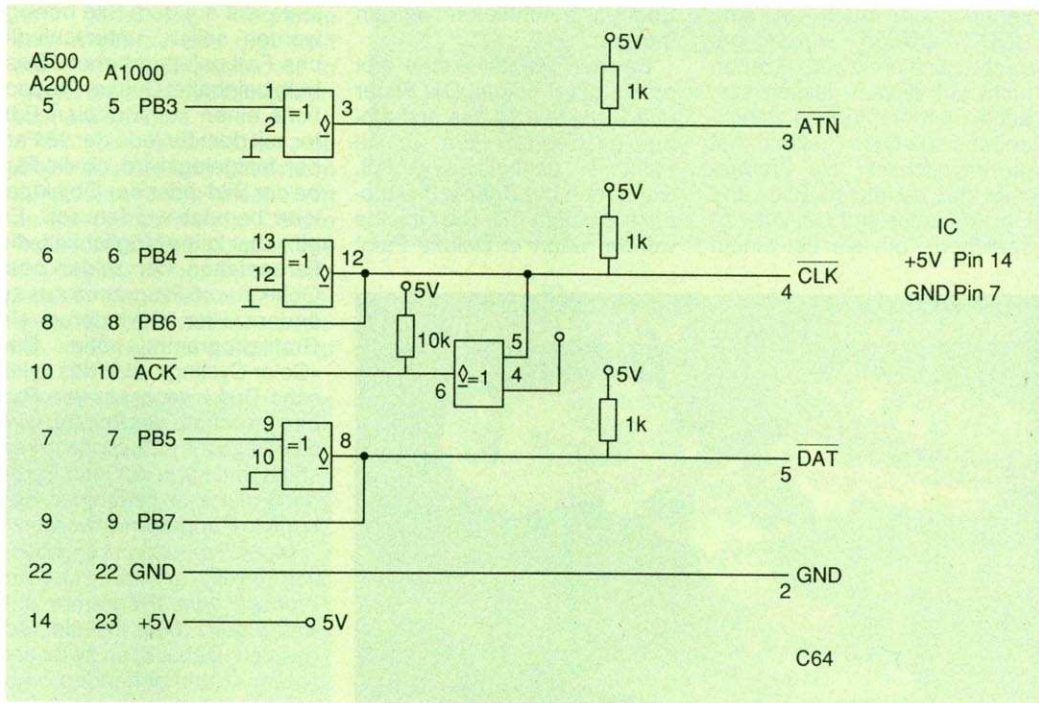 5V
A500
A2000 A1000
5 5 PB3
1
2
=1
3
1k
ATN
3
5V
6 6 PB4
13
12
=1
12
1k
CLK
4
IC
+5V Pin 14
GND Pin 7
8 8 PB6
5V
10k
10 10 ACK
6
=1
5
4
5V
1k
7 7 PB5
9
10
=1
8
DAT
5
9 9 PB7
22 22 GND
GND
2
14 23 +5V
5V
C64